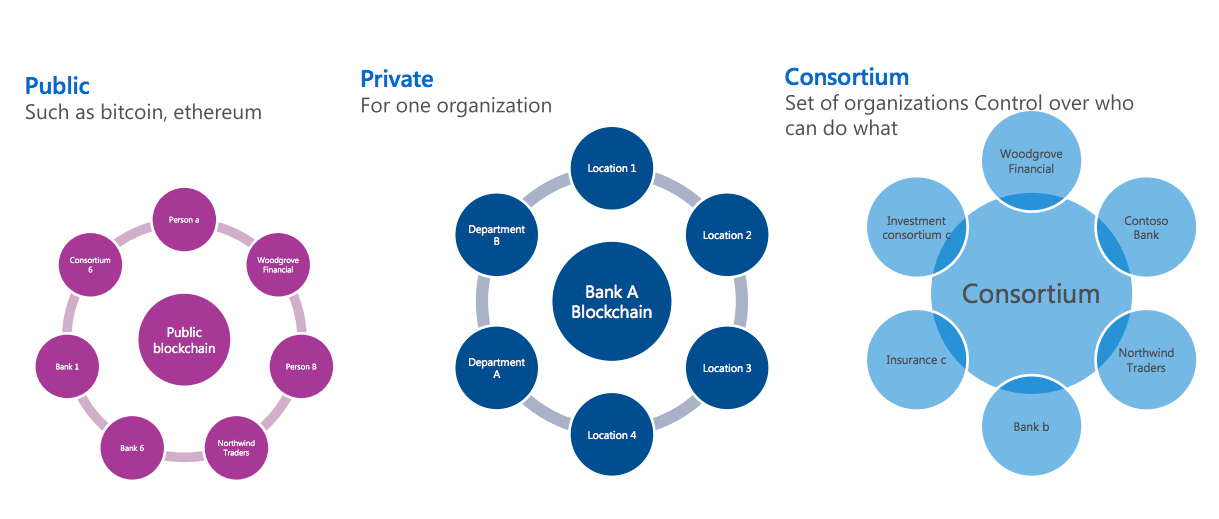 Public
Such as bitcoin, ethereum
Person a
Woodgrove
Financial
Person B
Northwind
Traders
Bank 6
Bank 1
Consortium
6
Public
blockchain
Private
For one organization
Location 1
Location 2
Location 3
Location 4
Department
A
Department
B
Bank A
Blockchain
Consortium
Set of organizations Control over who
can do what
Woodgrove
Financial
Contoso
Bank
Northwind
Traders
Bank b
Insurance c
Investment
consortium c
Consortium